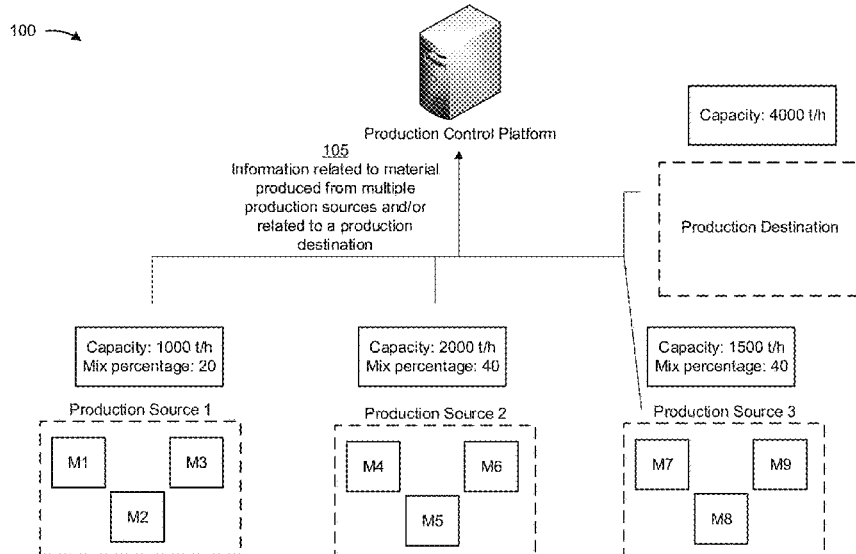 100
Production Control Platform
Capacity: 4000 t/h
105
Information related to material
produced from multiple
production sources and/or
related to a production
destination
Production Destination
Capacity: 1000 t/h
Mix percentage: 20
Capacity: 2000 t/h
Mix percentage: 40
Capacity: 1500 t/h
Mix percentage: 40
Production Source 1
Production Source 2
Production Source 3
M1
M3
M2
M4
M6
M5
M7
M9
M8